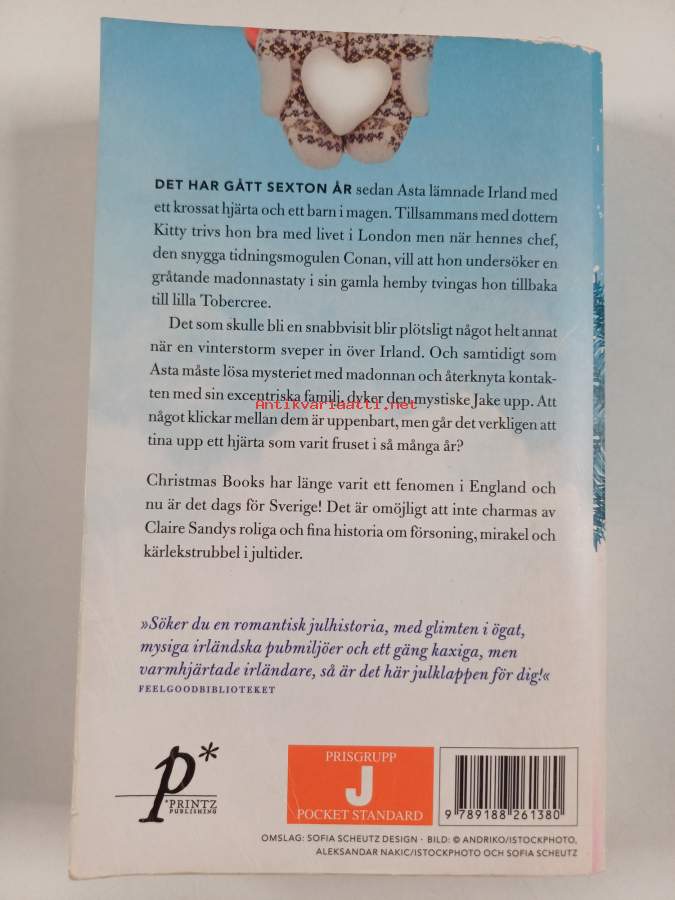 DET HAR GÅTT SEXTON ÅR sedan Asta lämnade Irland med
ett krossat hjärta och ett barn i magen. Tillsammans med dottern
Kitty trivs hon bra med livet i London men när hennes chef,
den snygga tidningsmogulen Conan, vill att hon undersöker en
gråtande madonnastaty i sin gamla hemby tvingas hon tillbaka
till lilla Tobercree.
Det som skulle bli en snabbvisit blir plötsligt något helt annat
när en vinterstorm sveper in över Irland. Och samtidigt som
Asta måste lösa mysteriet med madonnan och återknyta kontak-
ten med sin excentriska familj, dyker den mystiske Jake upp. Att
Antikvariaatti.net
något klickar mellan dem är uppenbart, men går det verkligen att
tina upp ett hjärta som varit fruset i så många år?
Christmas Books har länge varit ett fenomen i England och
nu är det dags för Sverige! Det är omöjligt att inte charmas av
Claire Sandys roliga och fina historia om försoning, mirakel och
kärlekstrubbel i jultider.
»Söker du en romantisk julhistoria, med glimten i ögat,
mysiga irländska pubmiljöer och ett gäng kaxiga, men
varmhjärtade irländare, så är det här julklappen för dig!«
FEELGOODBIBLIOTEKET
p*
*PRINTZ
PUBLISHING
PRISGRUPP
J
POCKET STANDARD
9 789188 261380
OMSLAG: SOFIA SCHEUTZ DESIGN · BILD: © ANDRIKO/ISTOCKPHOTO,
ALEKSANDAR NAKIC/ISTOCKPHOTO OCH SOFIA SCHEUTZ